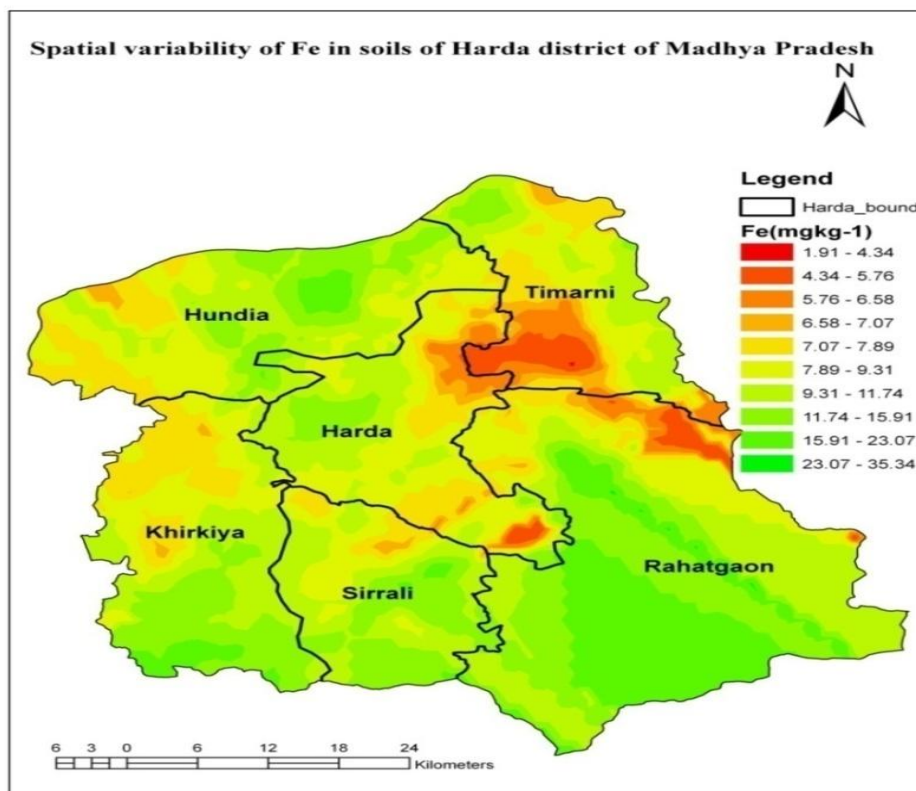 Spatial variability of Fe in soils of Harda district of Madhya Pradesh
N
Legend
Harda_bound
Fe(mgkg-1)
1.91 - 4.34
4.34 - 5.76
5.76 - 6.58
6.58 - 7.07
7.07 - 7.89
7.89 - 9.31
9.31 - 11.74
11.74 - 15.91
15.91 - 23.07
23.07 - 35.34
Timarni
Hundia
Harda
Khirkiya
Rahatgaon
Sirrali
6 3 0 6 12 18 24
Kilometers